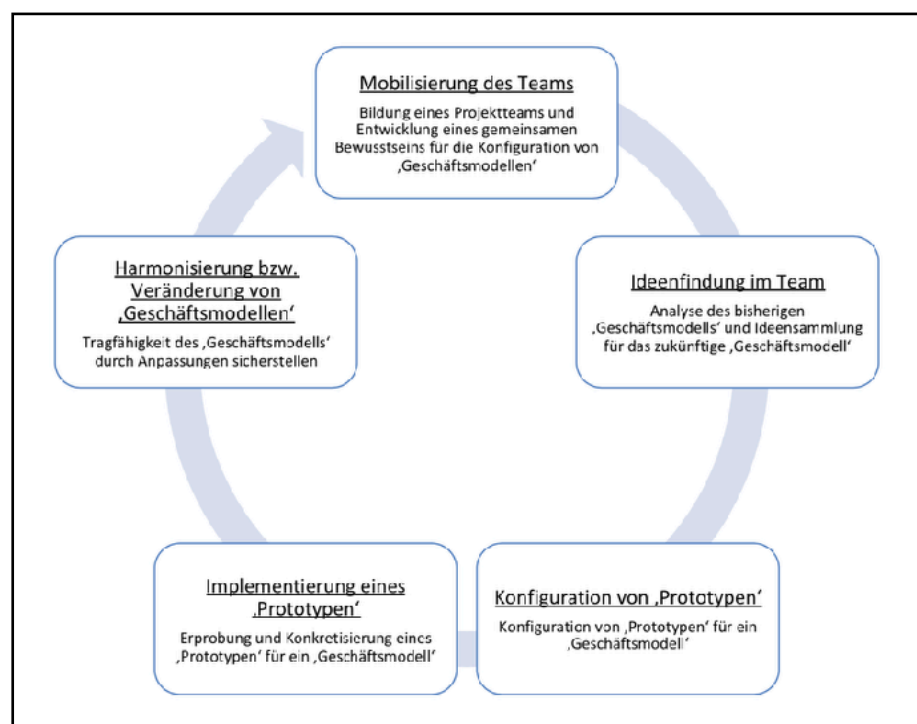 Mobilisierung des Teams
Bildung eines Projektteams und
Entwicklung eines gemeinsamen
Bewusstseins für die Konfiguration von
‚Geschäftsmodellen‘
Ideenfindung im Team
Analyse des bisherigen
‚Geschäftsmodells‘ und Ideensammlung
für das zukünftige ‚Geschäftsmodell‘
Konfiguration von ‚Prototypen‘
Konfiguration von ‚Prototypen‘ für ein
‚Geschäftsmodell‘
Implementierung eines
‚Prototypen‘
Erprobung und Konkretisierung eines
‚Prototypen‘ für ein ‚Geschäftsmodell‘
Harmonisierung bzw.
Veränderung von
‚Geschäftsmodellen‘
Tragfähigkeit des ‚Geschäftsmodells‘
durch Anpassungen sicherstellen